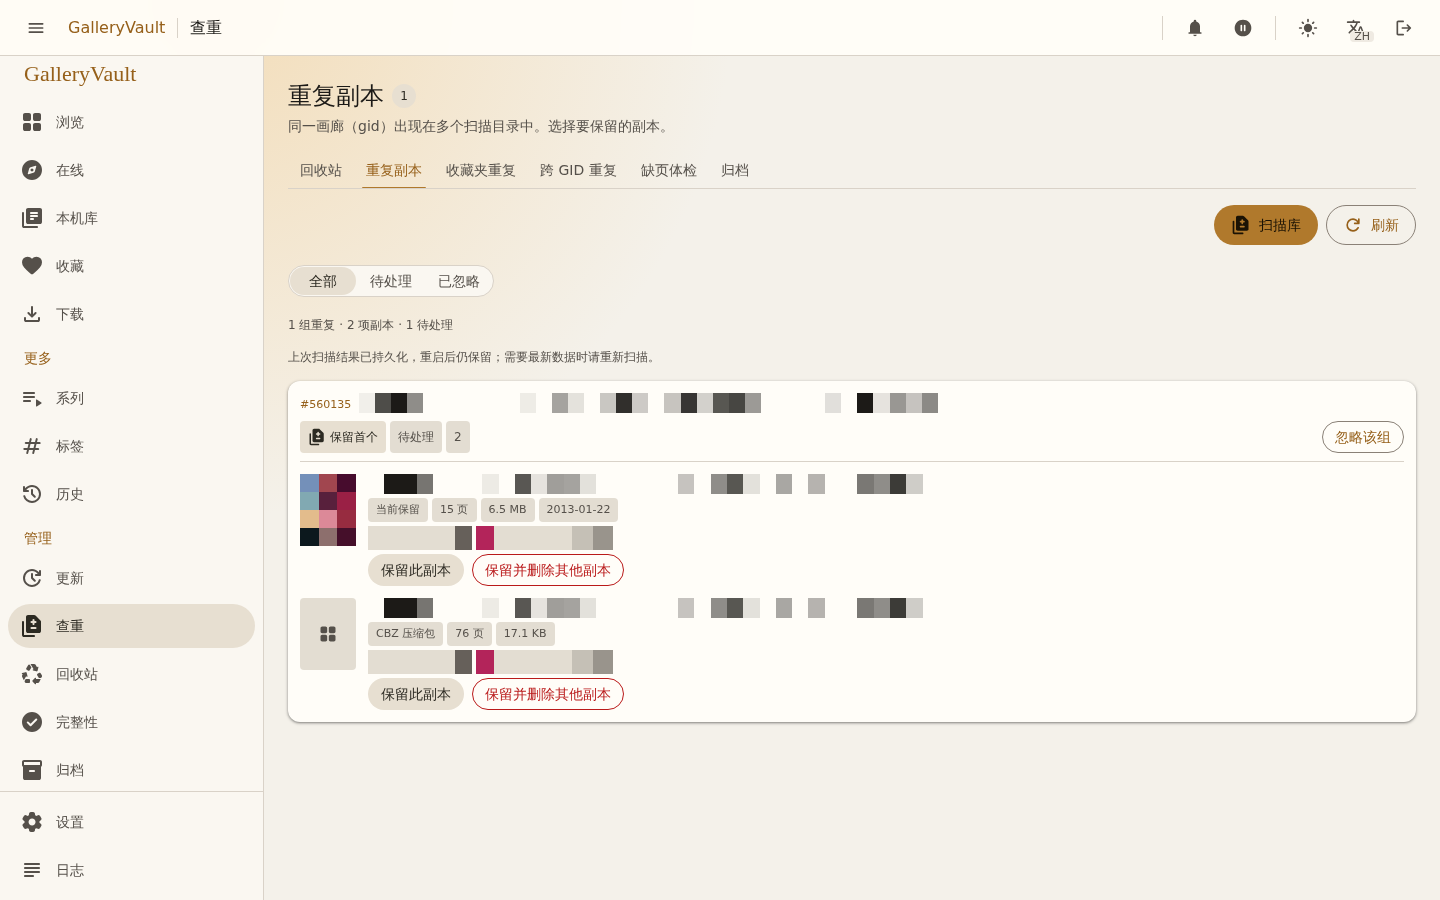 GalleryVault
查重
ZH
GalleryVault
浏览
在线
本机库
收藏
下载
更多
系列
标签
历史
管理
更新
查重
回收站
完整性
归档
设置
日志
重复副本 1
同一画廊（gid）出现在多个扫描目录中。选择要保留的副本。
回收站 重复副本 收藏夹重复 跨 GID 重复 缺页体检 归档
扫描库 刷新
全部 待处理 已忽略
1 组重复 · 2 项副本 · 1 待处理
上次扫描结果已持久化，重启后仍保留；需要最新数据时请重新扫描。
#560135
保留首个 待处理 2 忽略该组
当前保留 15 页 6.5 MB 2013-01-22
保留此副本 保留并删除其他副本
CBZ 压缩包 76 页 17.1 KB
保留此副本 保留并删除其他副本